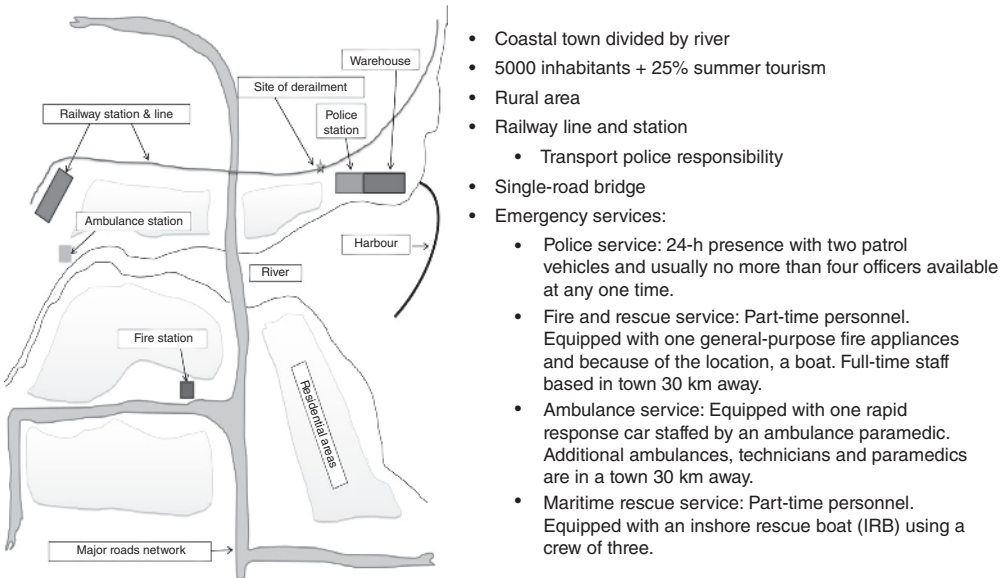 Warehouse
Site of derailment
Police
station
Railway station & line
Ambulance station
Harbour
River
Fire station
Residential areas
Major roads network
• Coastal town divided by river
• 5000 inhabitants + 25% summer tourism
• Rural area
• Railway line and station
• Transport police responsibility
• Single-road bridge
• Emergency services:
• Police service: 24-h presence with two patrol
vehicles and usually no more than four officers available
at any one time.
• Fire and rescue service: Part-time personnel.
Equipped with one general-purpose fire appliances
and because of the location, a boat. Full-time staff
based in town 30 km away.
• Ambulance service: Equipped with one rapid
response car staffed by an ambulance paramedic.
Additional ambulances, technicians and paramedics
are in a town 30 km away.
• Maritime rescue service: Part-time personnel.
Equipped with an inshore rescue boat (IRB) using a
crew of three.